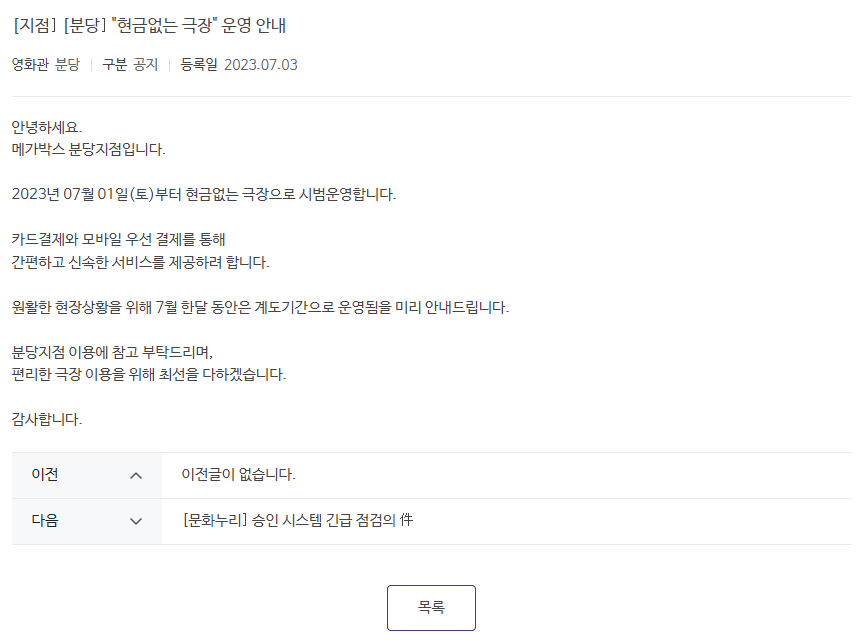 [지점] [분당] "현금없는 극장" 운영 안내
영화관 분당 | 구분 공지 | 등록일 2023.07.03
안녕하세요.
메가박스 분당지점입니다.
2023년 07월 01일(토)부터 현금없는 극장으로 시범운영합니다.
카드결제와 모바일 우선 결제를 통해
간편하고 신속한 서비스를 제공하려 합니다.
원활한 현장상황을 위해 7월 한달 동안은 계도기간으로 운영됨을 미리 안내드립니다.
분당지점 이용에 참고 부탁드리며,
편리한 극장 이용을 위해 최선을 다하겠습니다.
감사합니다.
이전 이전글이 없습니다.
다음 [문화누리] 승인 시스템 긴급 점검의 件
목록